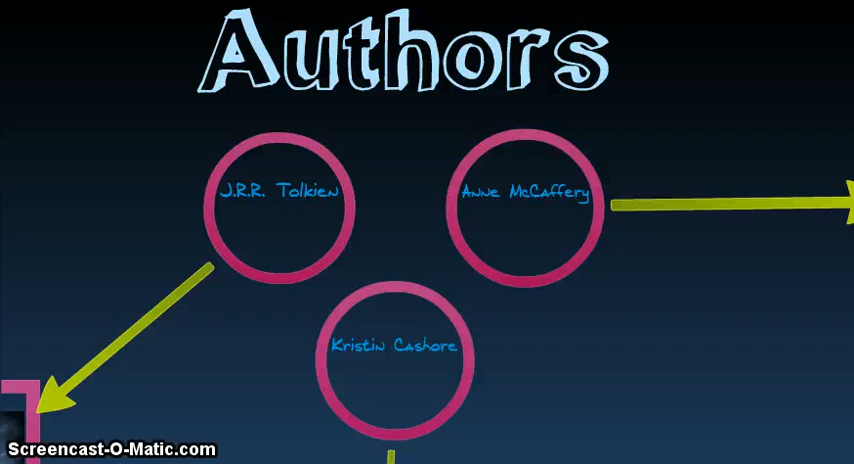 Authors
J.R.R. Tolkien
Anne McCaffery
Kristin Cashore
Screencast-O-Matic.com